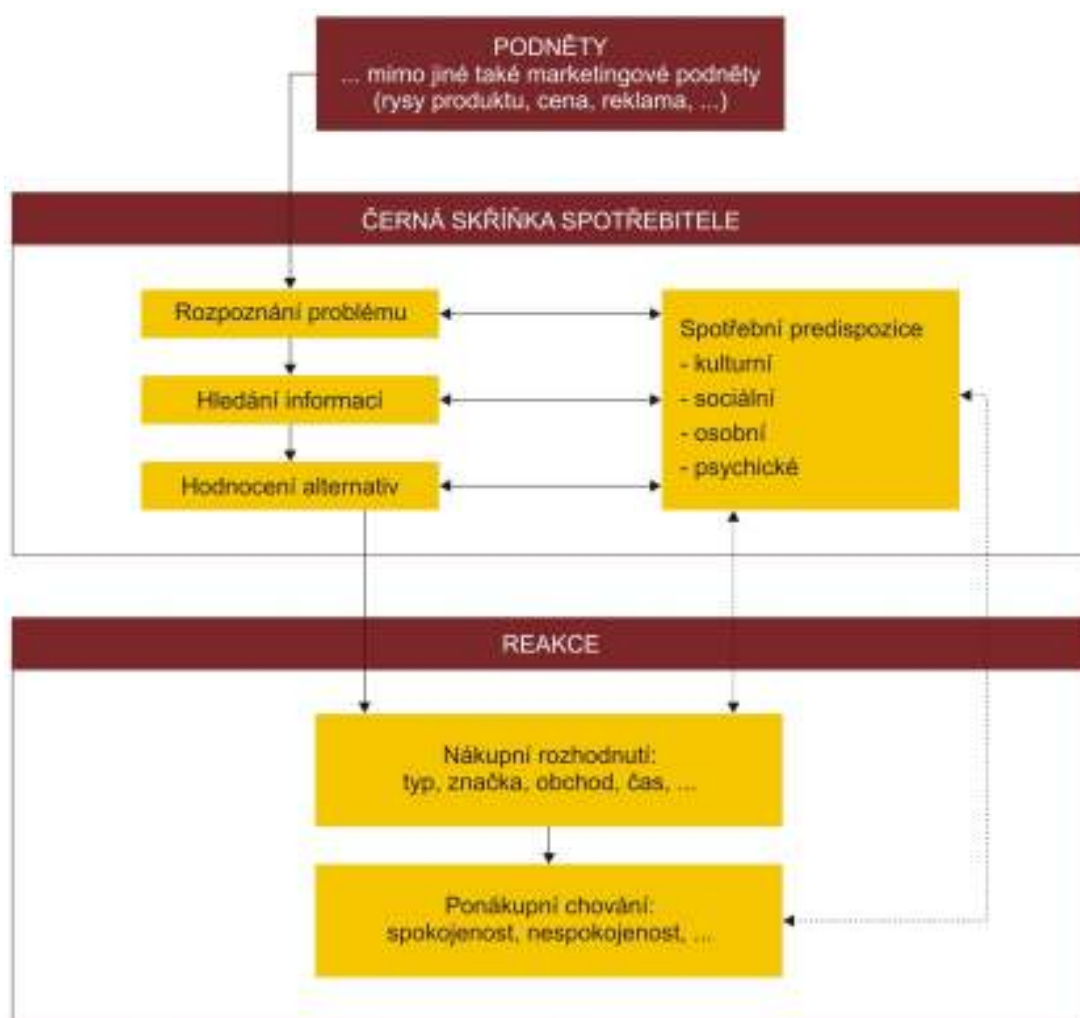 PODNĚTY
... mimo jiné také marketingové podněty
(rysy produktu, cena, reklama, ...)
ČERNÁ SKŘÍŇKA SPOTŘEBITELE
Rozpoznání problému
Hledání informací
Hodnocení alternativ
Spotřební predispozice
- kulturní
- sociální
- osobní
- psychické
REAKCE
Nákupní rozhodnutí:
typ, značka, obchod, čas, ...
Ponákupní chování:
spokojenost, nespokojenost, ...